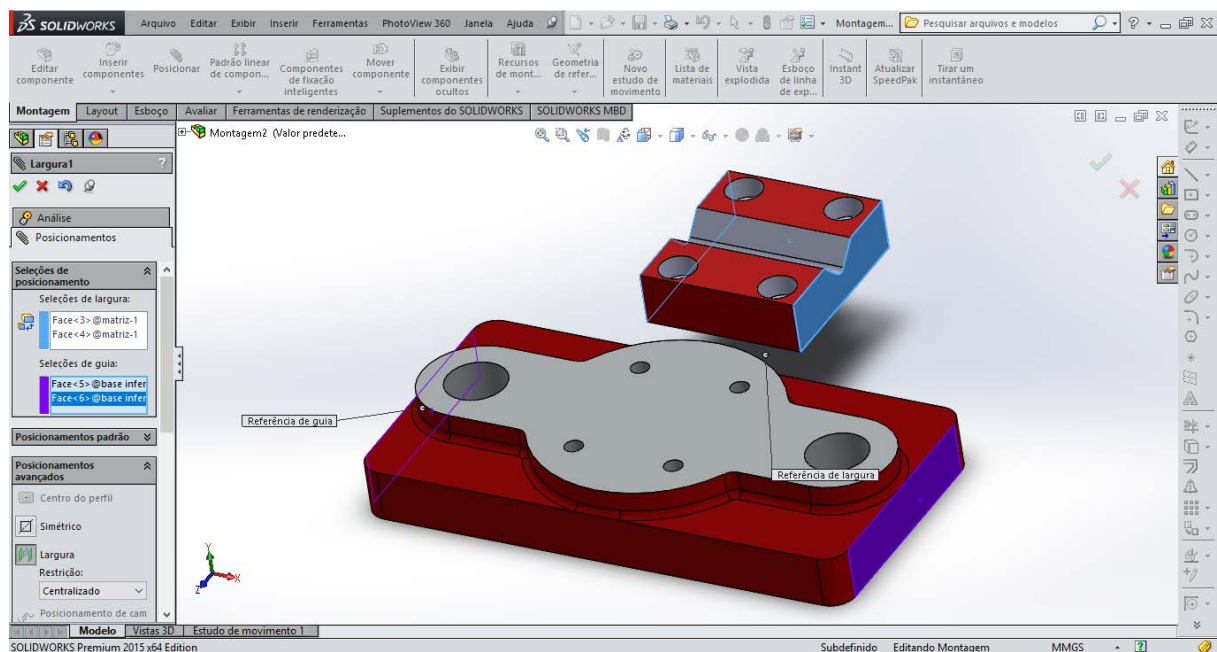 SOLIDWORKS Arquivo Editar Exibir Inserir Ferramentas PhotoView 360 Janela Ajuda Montagem... Pesquisar arquivos e modelos ?
Editar componente
Inserir componentes
Posicionar
Padrão linear de compon...
Componentes de fixação inteligentes
Mover componente
Exibir componentes ocultos
Recursos de mont...
Geometria de refer...
Novo estudo de movimento
Lista de materiais
Vista explodida
Esboço de linha de exp...
Instant 3D
Atualizar SpeedPak
Tirar um instantâneo
Montagem Layout Esboço Avaliar Ferramentas de renderização Suplementos do SOLIDWORKS SOLIDWORKS MBD
Montagem2 (Valor predete...
Largura1 ?
Análise
Posicionamentos
Seleções de
posicionamento
Seleções de largura:
Face<3>@matriz-1
Face<4>@matriz-1
Seleções de guia:
Face<5>@base infer
Face<6>@base infer
Posicionamentos padrão
Posicionamentos
avançados
Centro do perfil
Simétrico
Largura
Restrição:
Centralizado
Posicionamento de cam
Referência de guia
Referência de largura
Y
X
Z
Modelo Vistas 3D Estudo de movimento 1
SOLIDWORKS Premium 2015 x64 Edition Subdefinido Editando Montagem MMGS ?